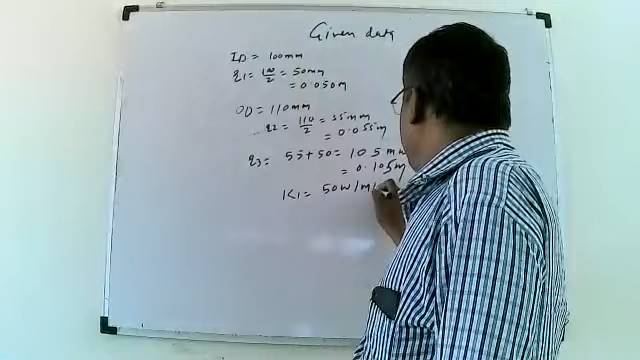 Given data
ID = 100mm
r1 = 100/2 = 50mm
= 0.050m
OD = 110mm
∴ r2 = 110/2 = 55mm
= 0.055m
r3 = 55+50 = 105mm
= 0.105m
K1 = 50W/m